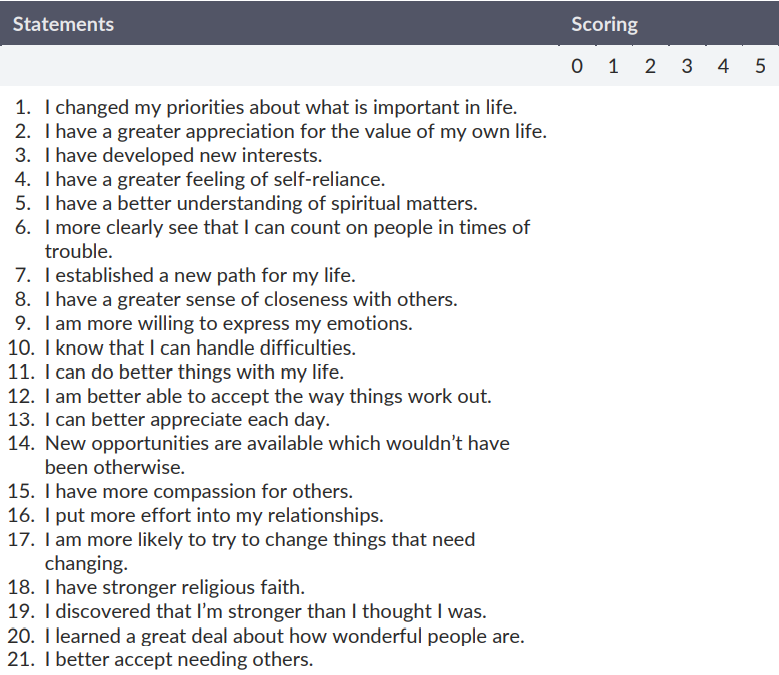 Statements Scoring
0 1 2 3 4 5
1. I changed my priorities about what is important in life.
2. I have a greater appreciation for the value of my own life.
3. I have developed new interests.
4. I have a greater feeling of self-reliance.
5. I have a better understanding of spiritual matters.
6. I more clearly see that I can count on people in times of
trouble.
7. I established a new path for my life.
8. I have a greater sense of closeness with others.
9. I am more willing to express my emotions.
10. I know that I can handle difficulties.
11. I can do better things with my life.
12. I am better able to accept the way things work out.
13. I can better appreciate each day.
14. New opportunities are available which wouldn’t have
been otherwise.
15. I have more compassion for others.
16. I put more effort into my relationships.
17. I am more likely to try to change things that need
changing.
18. I have stronger religious faith.
19. I discovered that I’m stronger than I thought I was.
20. I learned a great deal about how wonderful people are.
21. I better accept needing others.